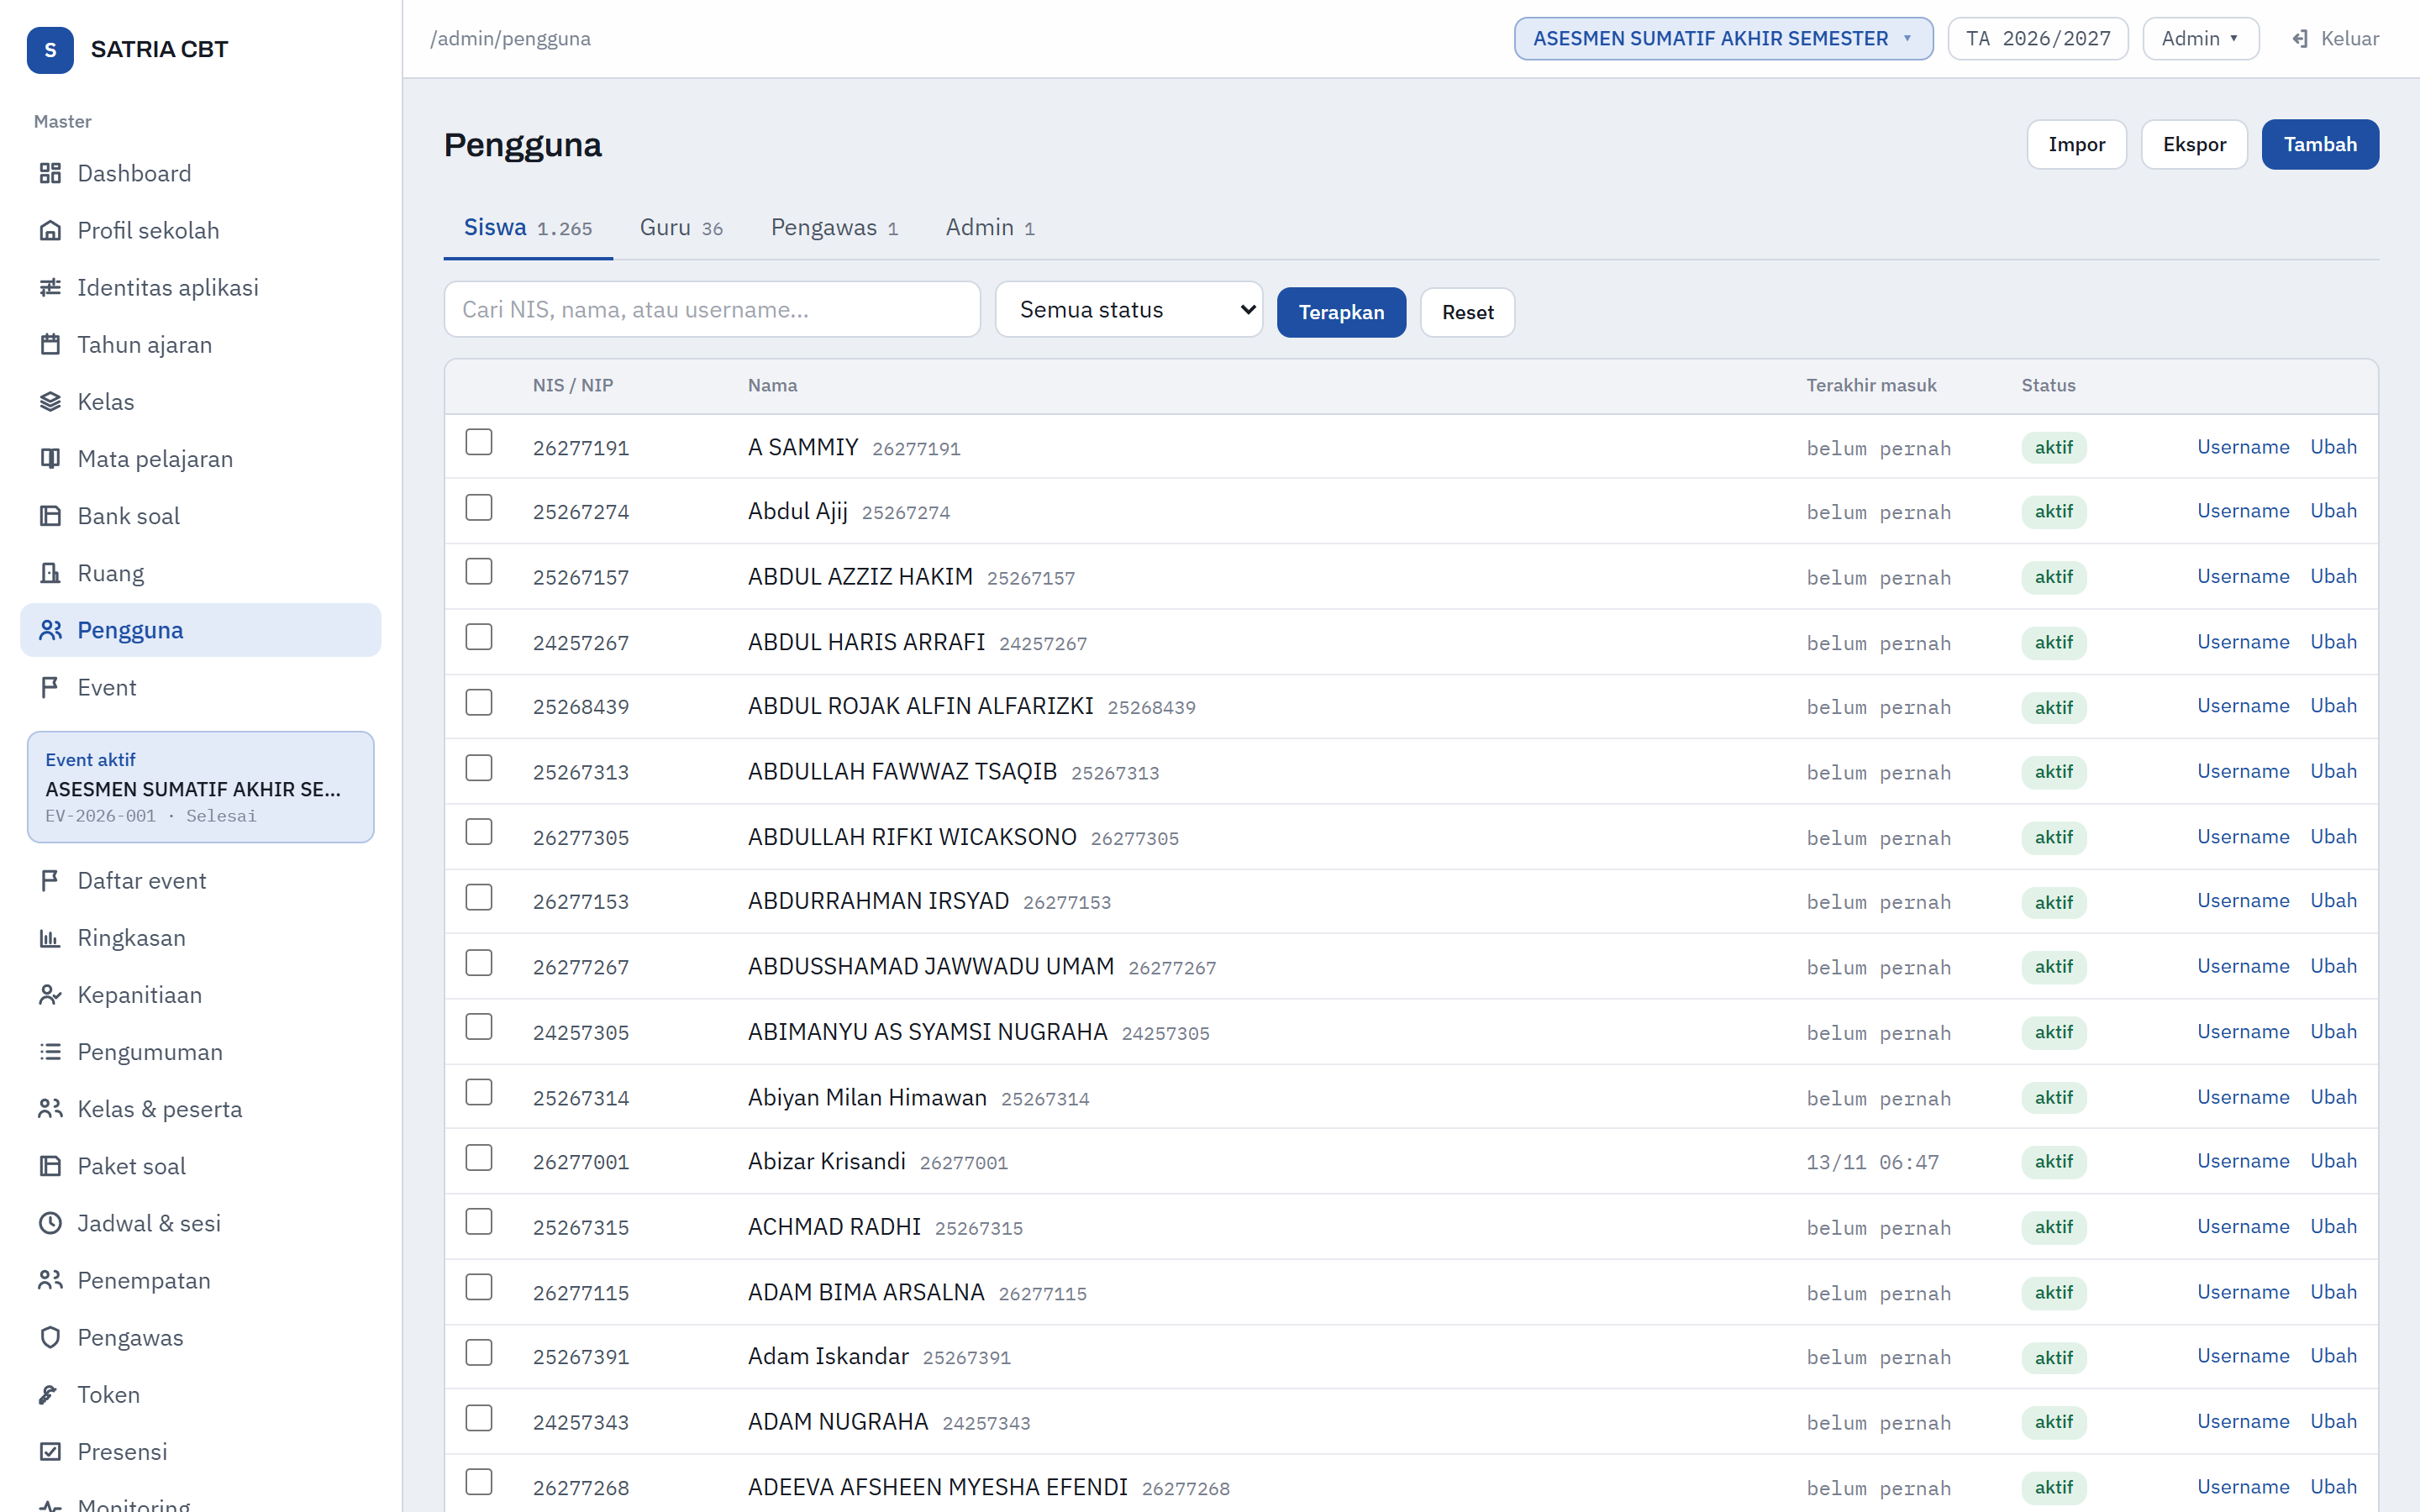 S SATRIA CBT
Master
Dashboard
Profil sekolah
Identitas aplikasi
Tahun ajaran
Kelas
Mata pelajaran
Bank soal
Ruang
Pengguna
Event
Event aktif
ASESMEN SUMATIF AKHIR SE...
EV-2026-001 · Selesai
Daftar event
Ringkasan
Kepanitiaan
Pengumuman
Kelas & peserta
Paket soal
Jadwal & sesi
Penempatan
Pengawas
Token
Presensi
Monitoring
/admin/pengguna ASESMEN SUMATIF AKHIR SEMESTER ▾ TA 2026/2027 Admin ▾ Keluar
Pengguna Impor Ekspor Tambah
Siswa 1.265 Guru 36 Pengawas 1 Admin 1
Cari NIS, nama, atau username... Semua status Terapkan Reset
NIS / NIP Nama Terakhir masuk Status
26277191 A SAMMIY 26277191 belum pernah aktif Username Ubah
25267274 Abdul Ajij 25267274 belum pernah aktif Username Ubah
25267157 ABDUL AZZIZ HAKIM 25267157 belum pernah aktif Username Ubah
24257267 ABDUL HARIS ARRAFI 24257267 belum pernah aktif Username Ubah
25268439 ABDUL ROJAK ALFIN ALFARIZKI 25268439 belum pernah aktif Username Ubah
25267313 ABDULLAH FAWWAZ TSAQIB 25267313 belum pernah aktif Username Ubah
26277305 ABDULLAH RIFKI WICAKSONO 26277305 belum pernah aktif Username Ubah
26277153 ABDURRAHMAN IRSYAD 26277153 belum pernah aktif Username Ubah
26277267 ABDUSSHAMAD JAWWADU UMAM 26277267 belum pernah aktif Username Ubah
24257305 ABIMANYU AS SYAMSI NUGRAHA 24257305 belum pernah aktif Username Ubah
25267314 Abiyan Milan Himawan 25267314 belum pernah aktif Username Ubah
26277001 Abizar Krisandi 26277001 13/11 06:47 aktif Username Ubah
25267315 ACHMAD RADHI 25267315 belum pernah aktif Username Ubah
26277115 ADAM BIMA ARSALNA 26277115 belum pernah aktif Username Ubah
25267391 Adam Iskandar 25267391 belum pernah aktif Username Ubah
24257343 ADAM NUGRAHA 24257343 belum pernah aktif Username Ubah
26277268 ADEEVA AFSHEEN MYESHA EFENDI 26277268 belum pernah aktif Username Ubah